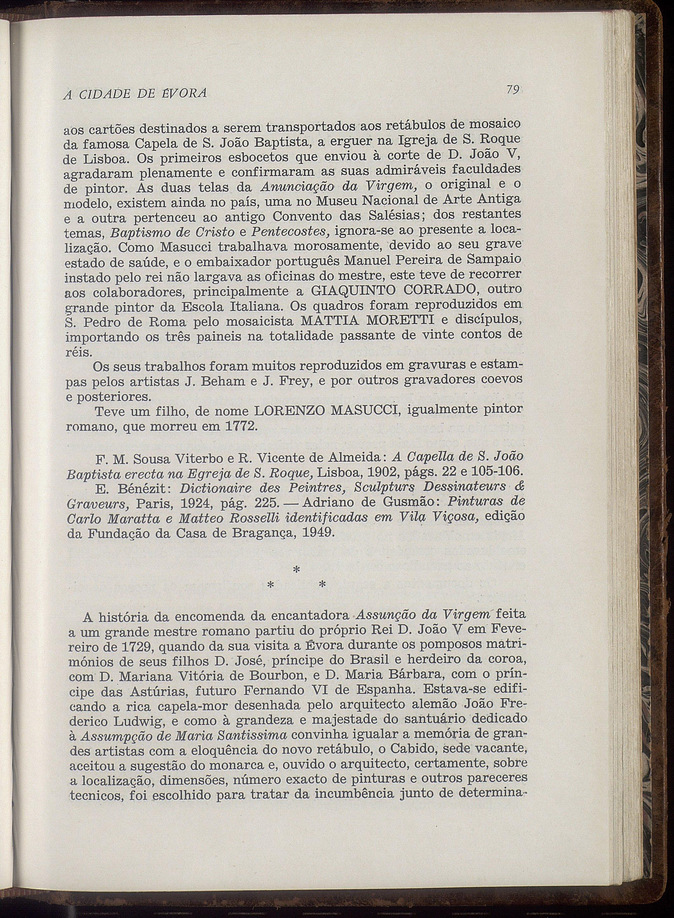 A CIDADE DE ÉVORA 79
aos cartões destinados a serem transportados aos retábulos de mosaico
da famosa Capela de S. João Baptista, a erguer na Igreja de S. Roque
de Lisboa. Os primeiros esbocetos que enviou à corte de D. João V,
agradaram plenamente e confirmaram as suas admiráveis faculdades
de pintor. As duas telas da Anunciação da Virgem, o original e o
modelo, existem ainda no país, uma no Museu Nacional de Arte Antiga
e a outra pertenceu ao antigo Convento das Salésias; dos restantes
temas, Baptismo de Cristo e Pentecostes, ignora-se ao presente a loca-
lização. Como Masucci trabalhava morosamente, devido ao seu grave
estado de saúde, e o embaixador português Manuel Pereira de Sampaio
instado pelo rei não largava as oficinas do mestre, este teve de recorrer
aos colaboradores, principalmente a GIAQUINTO CORRADO, outro
grande pintor da Escola Italiana. Os quadros foram reproduzidos em
S. Pedro de Roma pelo mosaicista MATTIA MORETTI e discípulos,
importando os três paineis na totalidade passante de vinte contos de
réis.
Os seus trabalhos foram muitos reproduzidos em gravuras e estam-
pas pelos artistas J. Beham e J. Frey, e por outros gravadores coevos
e posteriores.
Teve um filho, de nome LORENZO MASUCCI, igualmente pintor
romano, que morreu em 1772.
F. M. Sousa Viterbo e R. Vicente de Almeida: A Capella de S. João
Baptista erecta na Egreja de S. Roque, Lisboa, 1902, págs. 22 e 105-106.
E. Bénézit: Dictionaire des Peintres, Sculpturs Dessinateurs &
Graveurs, Paris, 1924, pág. 225. — Adriano de Gusmão: Pinturas de
Carlo Maratta e Matteo Rosselli identificadas em Vila Viçosa, edição
da Fundação da Casa de Bragança, 1949.
*
* *
A história da encomenda da encantadora Assunção da Virgem feita
a um grande mestre romano partiu do próprio Rei D. João V em Feve-
reiro de 1729, quando da sua visita a Évora durante os pomposos matri-
mónios de seus filhos D. José, príncipe do Brasil e herdeiro da coroa,
com D. Mariana Vitória de Bourbon, e D. Maria Bárbara, com o prín-
cipe das Astúrias, futuro Fernando VI de Espanha. Estava-se edifi-
cando a rica capela-mor desenhada pelo arquitecto alemão João Fre-
derico Ludwig, e como à grandeza e majestade do santuário dedicado
à Assumpção de Maria Santissima convinha igualar a memória de gran-
des artistas com a eloquência do novo retábulo, o Cabido, sede vacante,
aceitou a sugestão do monarca e, ouvido o arquitecto, certamente, sobre
a localização, dimensões, número exacto de pinturas e outros pareceres
tecnicos, foi escolhido para tratar da incumbência junto de determina-